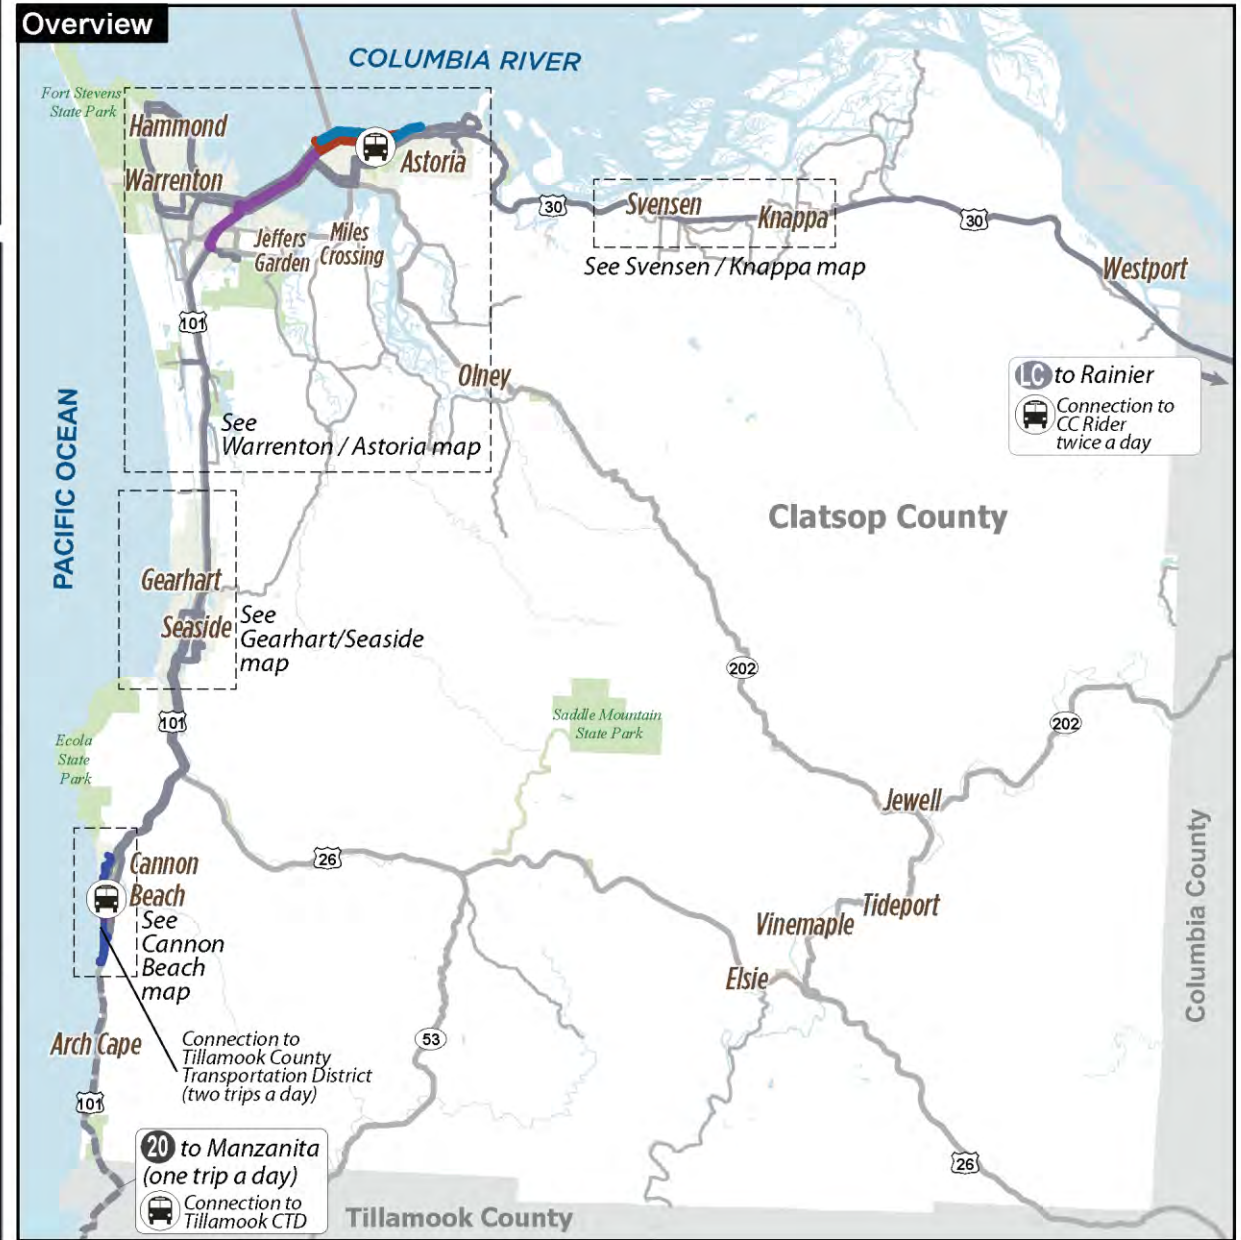 Overview
COLUMBIA RIVER
Fort Stevens
State Park
Hammond
Astoria
Warrenton
30
Svensen
Knappa
30
Jeffers
Garden
Miles
Crossing
See Svensen / Knappa map
Westport
101
Olney
LC to Rainier
Connection to
CC Rider
twice a day
See
Warrenton / Astoria map
PACIFIC OCEAN
Clatsop County
Gearhart
Seaside
See
Gearhart/Seaside
map
202
101
Saddle Mountain
State Park
202
Ecola
State
Park
Jewell
26
Cannon
Beach
See
Cannon
Beach
map
Tideport
Vinemaple
Elsie
Columbia County
Arch Cape
Connection to
Tillamook County
Transportation District
(two trips a day)
53
101
20 to Manzanita
(one trip a day)
Connection to
Tillamook CTD
26
Tillamook County